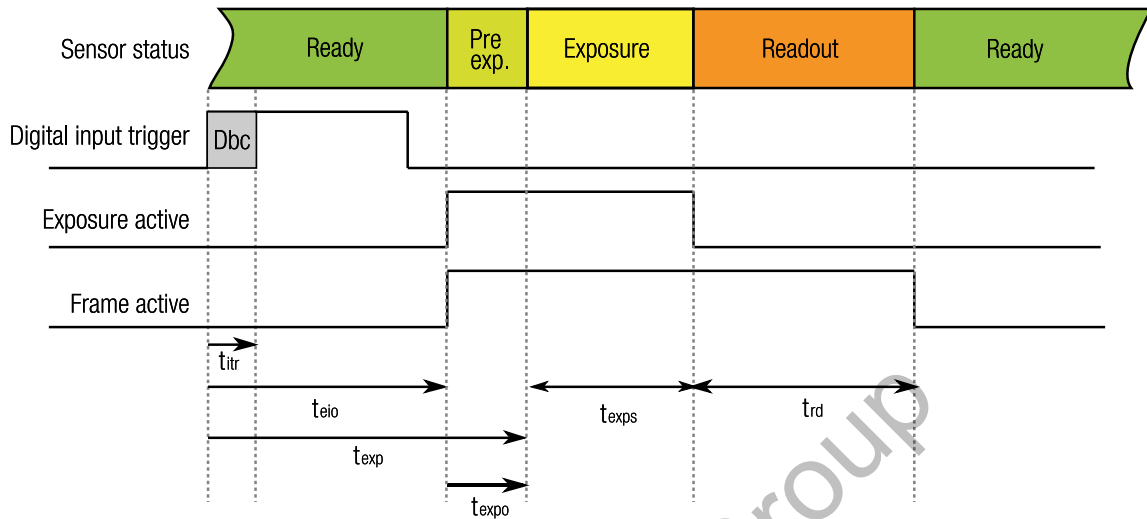 Sensor status
Ready
Pre
exp.
Exposure
Readout
Ready
Digital input trigger
Dbc
Exposure active
Frame active
titr
teio
texps
trd
texp
texpo
roup